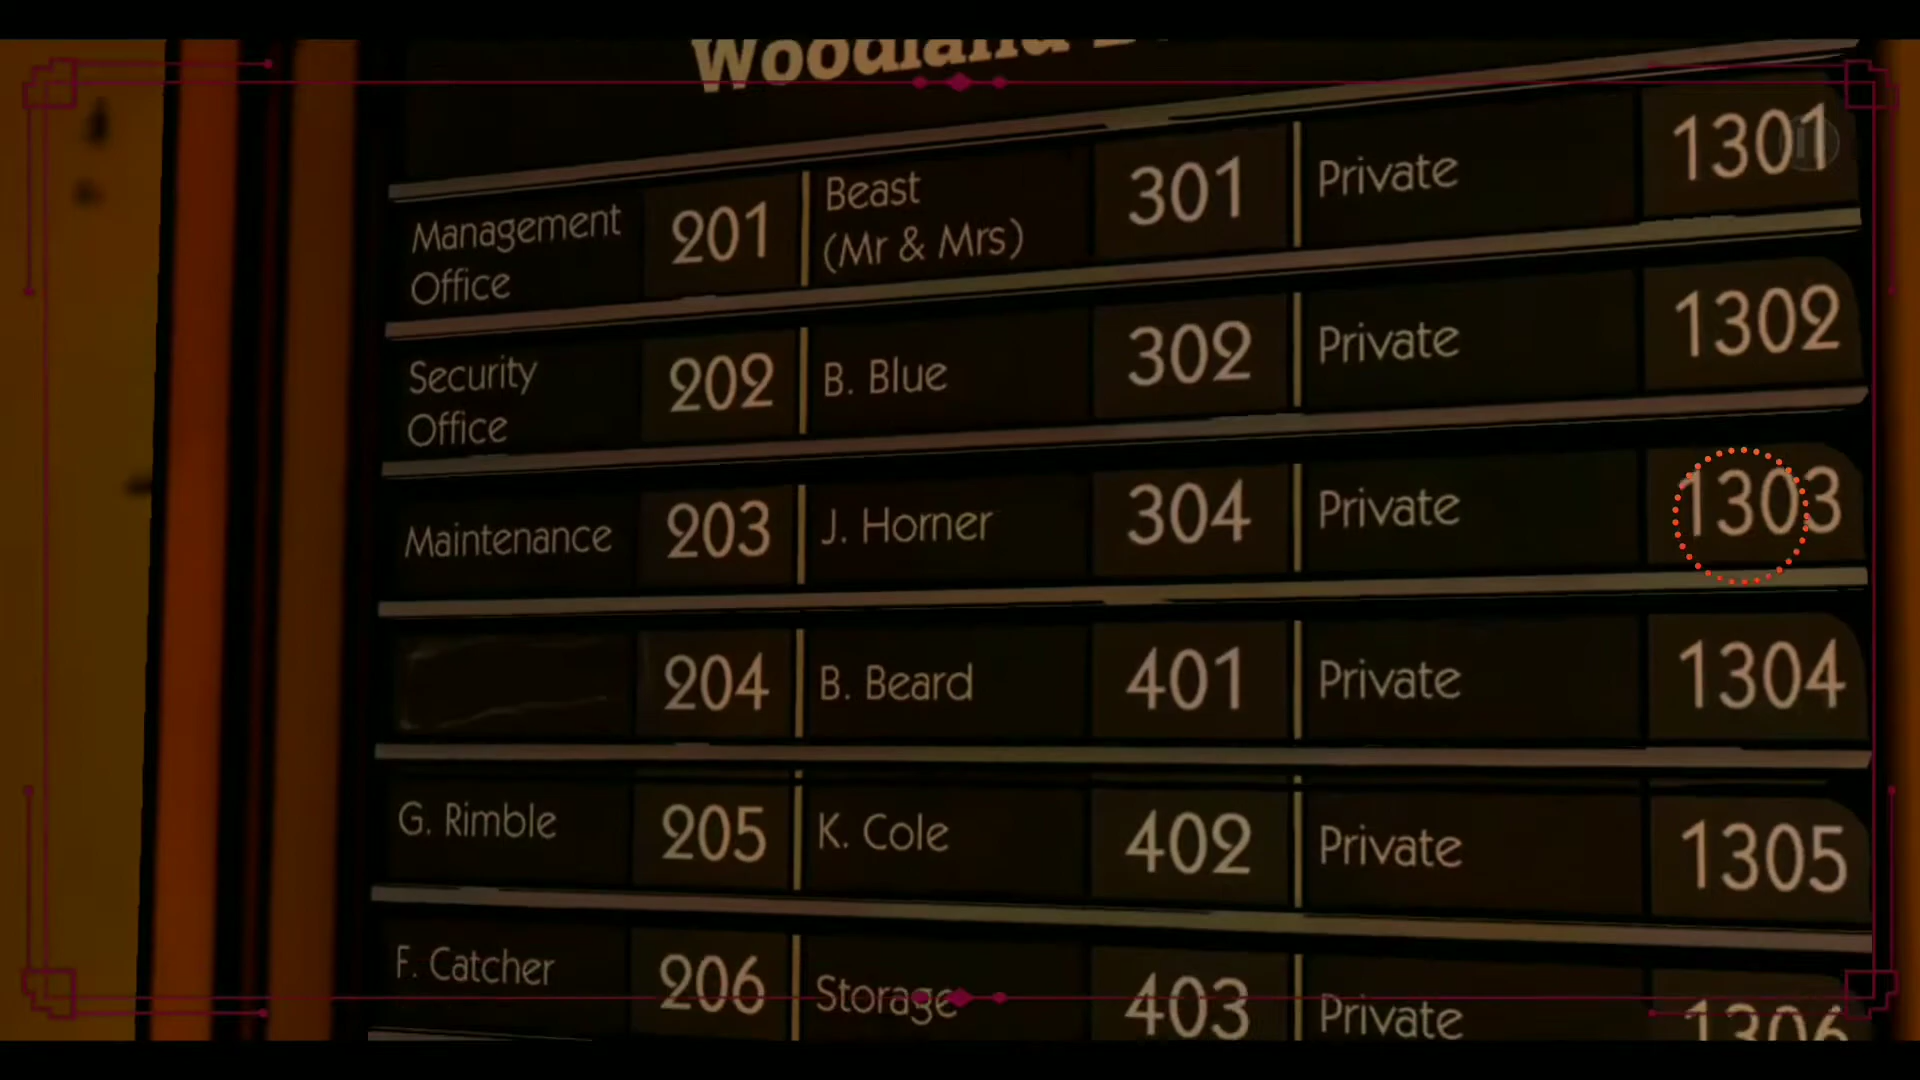 Woodland
Management
Office
201
Beast
(Mr & Mrs)
301
Private
1301
Security
Office
202
B. Blue
302
Private
1302
Maintenance
203
J. Horner
304
Private
1303
204
B. Beard
401
Private
1304
G. Rimble
205
K. Cole
402
Private
1305
F. Catcher
206
Storage
403
Private
1306